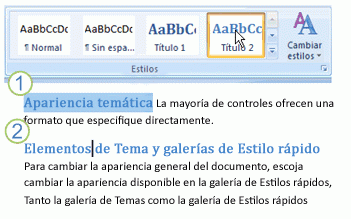 AaBbCcDc AaBbCcDc AaBbC AaBbCc
¶ Normal ¶ Sin espa... Título 1 Título 2 Cambiar estilos
Estilos
1
Apariencia temática La mayoría de controles ofrecen una
formato que especifique directamente.
2
Elementos de Tema y galerías de Estilo rápido
Para cambiar la apariencia general del documento, escoja
cambiar la apariencia disponible en la galería de Estilos rápidos,
Tanto la galería de Temas como la galería de Estilos rápidos